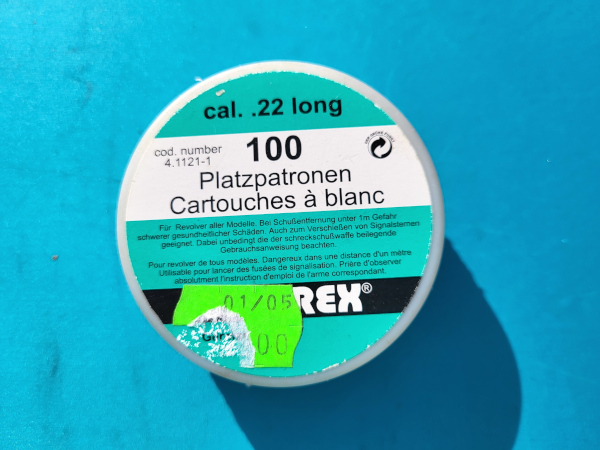 cal. .22 long
cod. number
4.1121-1
100
Platzpatronen
Cartouches à blanc
Für Revolver aller Modelle. Bei Schußentfernung unter 1m Gefahr
schwerer gesundheitlicher Schäden. Auch zum Verschießen von Signalsternen
geeignet. Dabei unbedingt die der schreckschußwaffe beiliegende
Gebrauchsanweisung beachten.
Pour revolver de tous modèles. Dangereux dans une distance d'un mètre.
Utilisable pour lancer des fusées de signalisation. Prière d'observer
absolutment l'instruction d'emploi de l'arme correspondant.
REX®
01/05
00